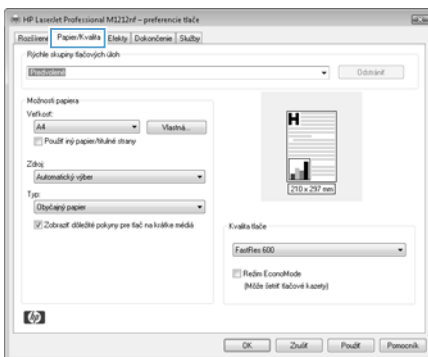 HP LaserJet Professional M1212nf – preferencie tlače
Rozšírené Papier/Kvalita Efekty Dokončenie Služby
Rýchle skupiny tlačových úloh
Odstrániť
Možnosti papiera
Veľkosť:
A4 Vlastná...
Použiť iný papier/titulné strany
Zdroj:
Automatický výber
Typ:
Obyčajný papier
Zobraziť dôležité pokyny pre tlač na krátke médiá
H
210 x 297 mm
Kvalita tlače
FastRes 600
Režim EconoMode
(Môže šetriť tlačové kazety)
hp
OK Zrušiť Použiť Pomocník